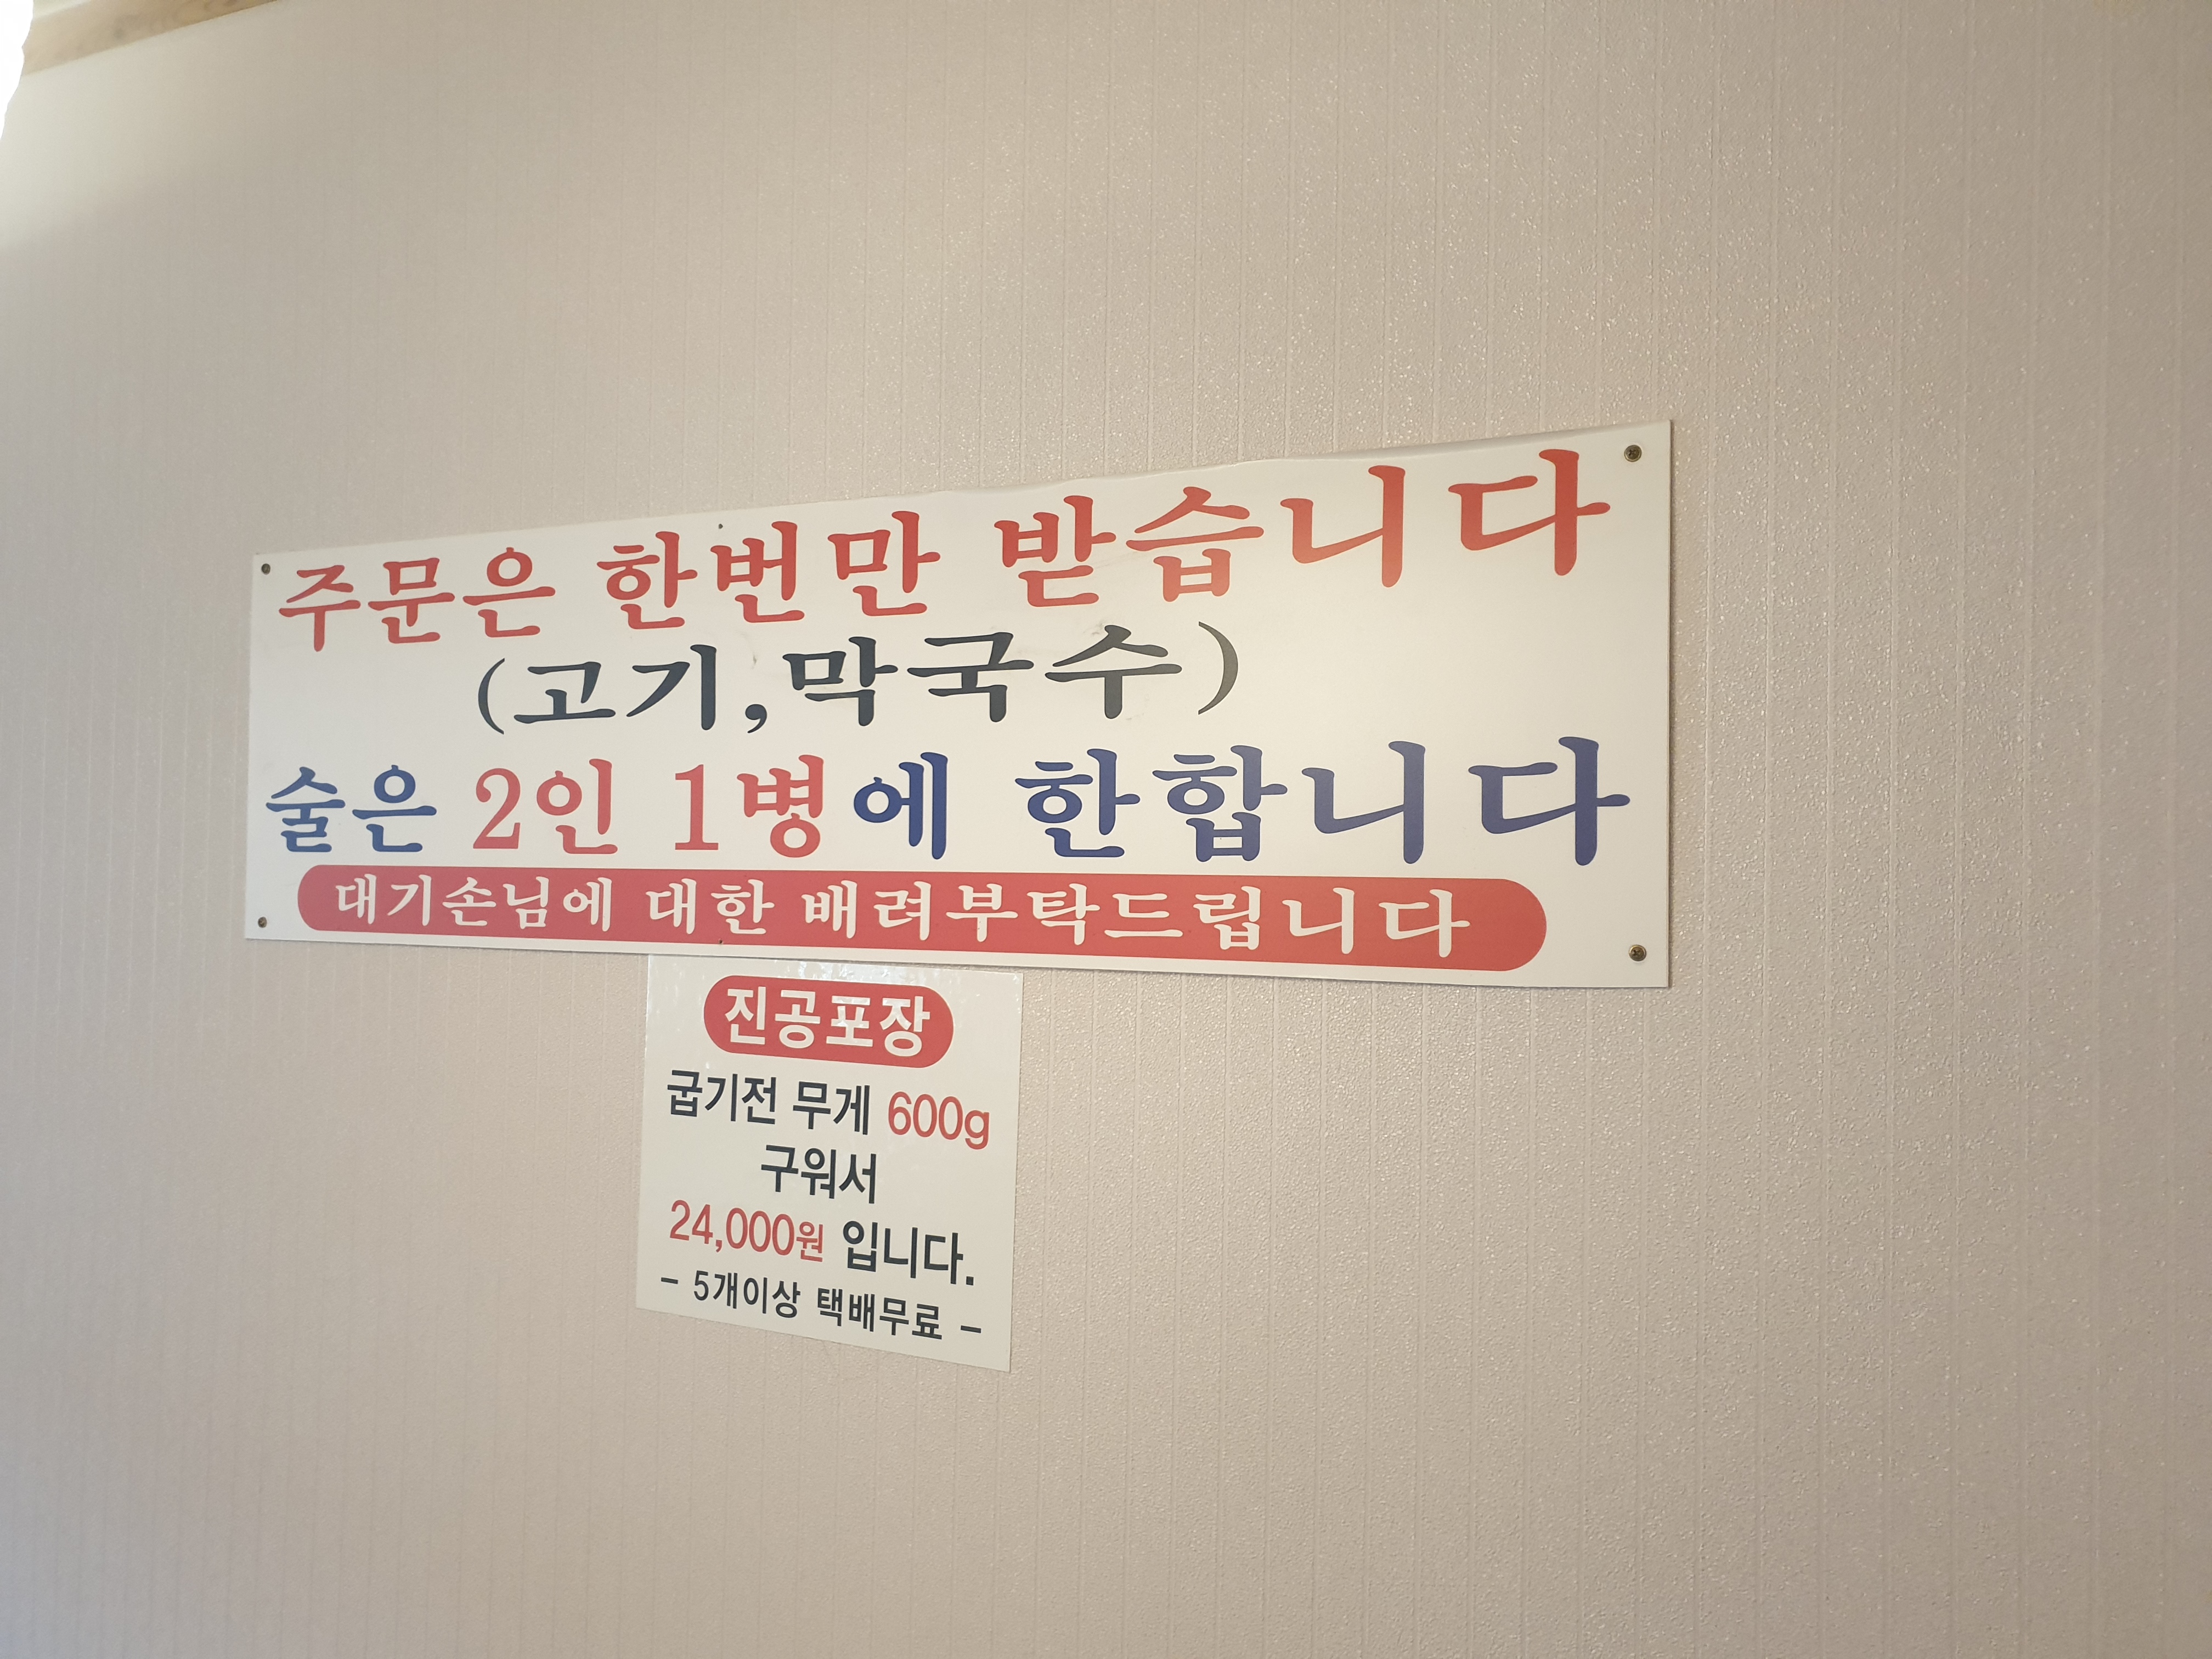 주문은 한번만 받습니다
(고기,막국수)
술은 2인 1병에 한합니다
대기손님에 대한 배려부탁드립니다
진공포장
굽기전 무게 600g
구워서
24,000원 입니다.
- 5개이상 택배무료 -